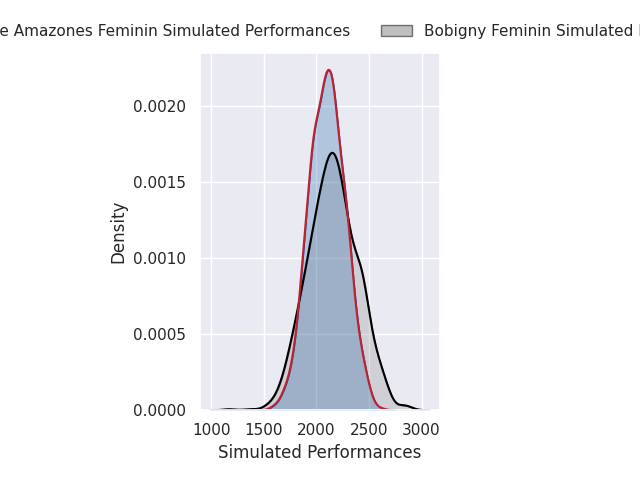 e Amazones Feminin Simulated Performances Bobigny Feminin Simulated
0.0020
0.0015
0.0010
0.0005
0.0000
Density
1000 1500 2000 2500 3000
Simulated Performances